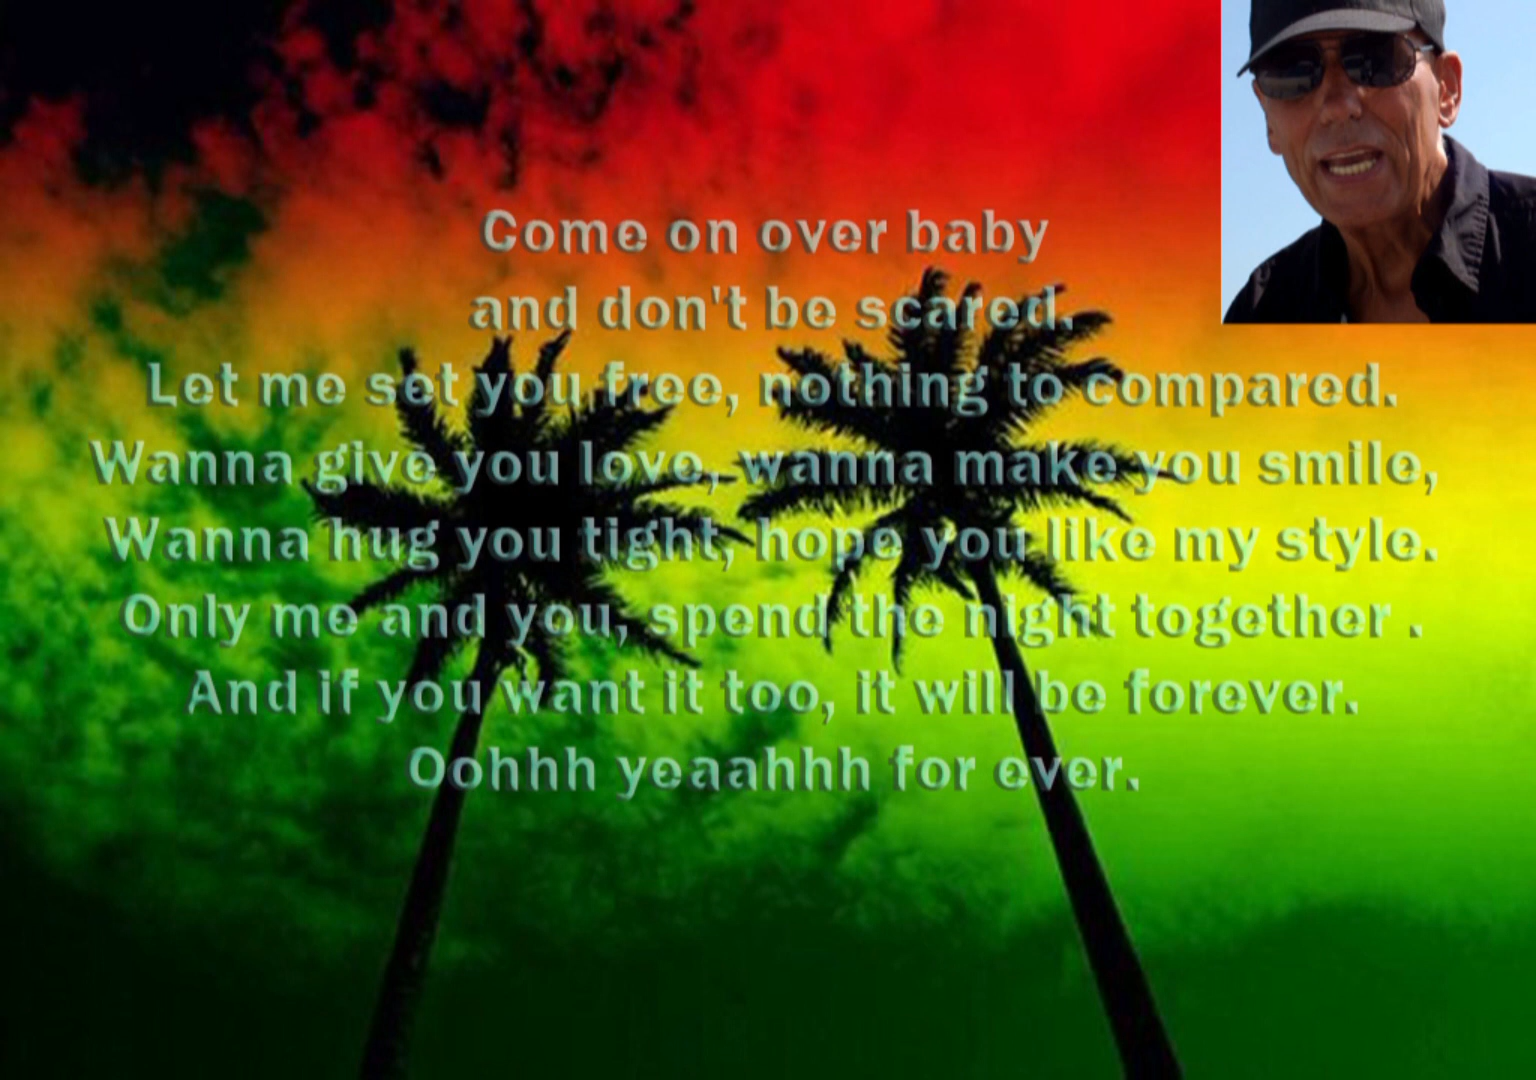 Come on over baby
and don't be scared.
Let me set you free, nothing to compared.
Wanna give you love, wanna make you smile,
Wanna hug you tight, hope you like my style.
Only me and you, spend the night together .
And if you want it too, it will be forever.
Oohhh yeaahhh for ever.